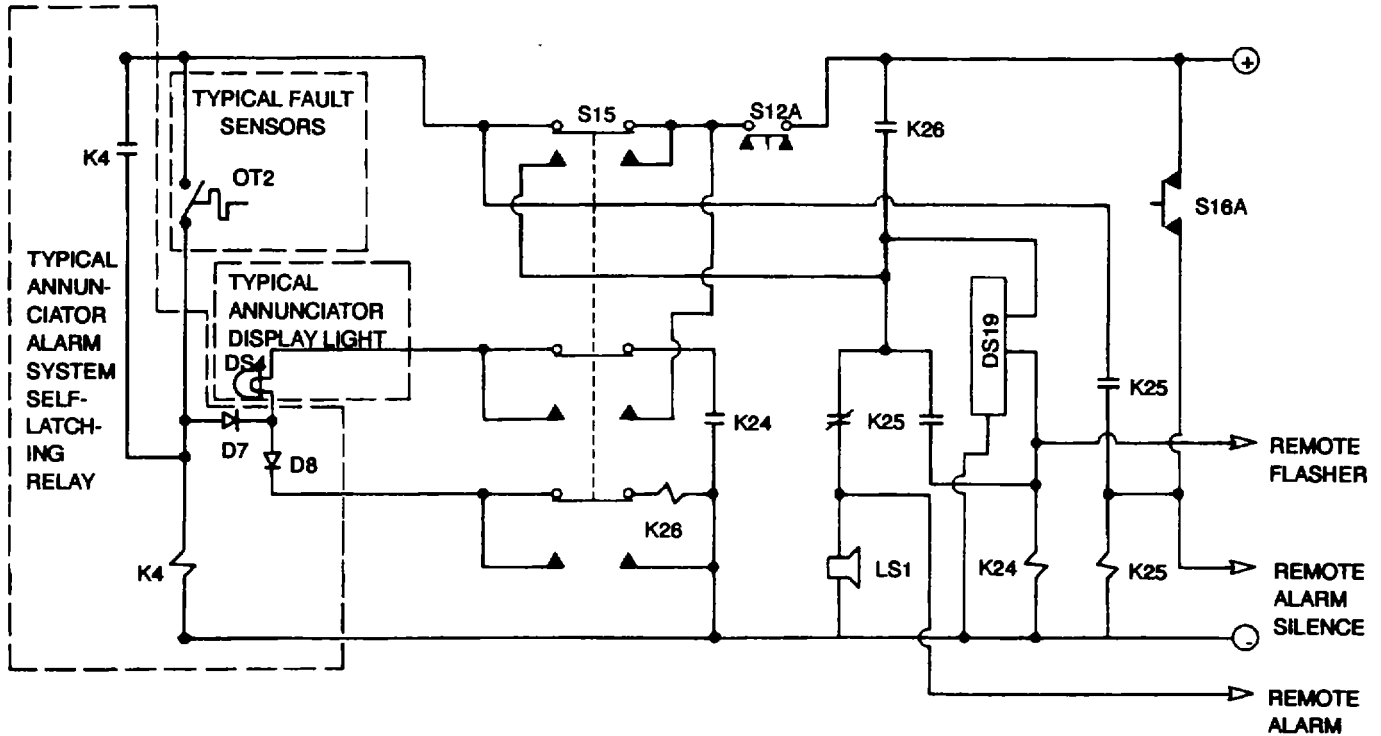 TYPICAL FAULT
SENSORS
S15
S12A
+
K26
K4
OT2
S16A
TYPICAL
ANNUN-
CIATOR
ALARM
SYSTEM
SELF-
LATCH-
ING
RELAY
TYPICAL
ANNUNCIATOR
DISPLAY LIGHT
DS4
DS19
K25
K24
K25
D7
D8
REMOTE
FLASHER
K26
K4
LS1
K24
K25
REMOTE
ALARM
SILENCE
-
REMOTE
ALARM